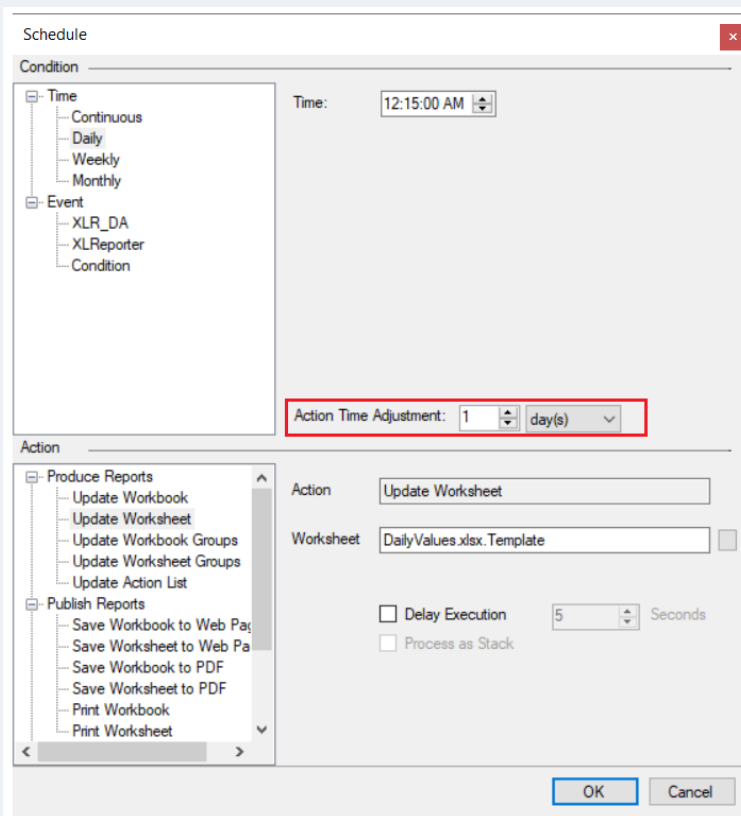 Schedule
×
Condition
Time
Continuous
Daily
Weekly
Monthly
Event
XLR_DA
XLReporter
Condition
Time: 12:15:00 AM
Action Time Adjustment: 1 day(s)
Action
Produce Reports
Update Workbook
Update Worksheet
Update Workbook Groups
Update Worksheet Groups
Update Action List
Publish Reports
Save Workbook to Web Pag
Save Worksheet to Web Pa
Save Workbook to PDF
Save Worksheet to PDF
Print Workbook
Print Worksheet
Action Update Worksheet
Worksheet DailyValues.xlsx.Template
Delay Execution 5 Seconds
Process as Stack
OK Cancel